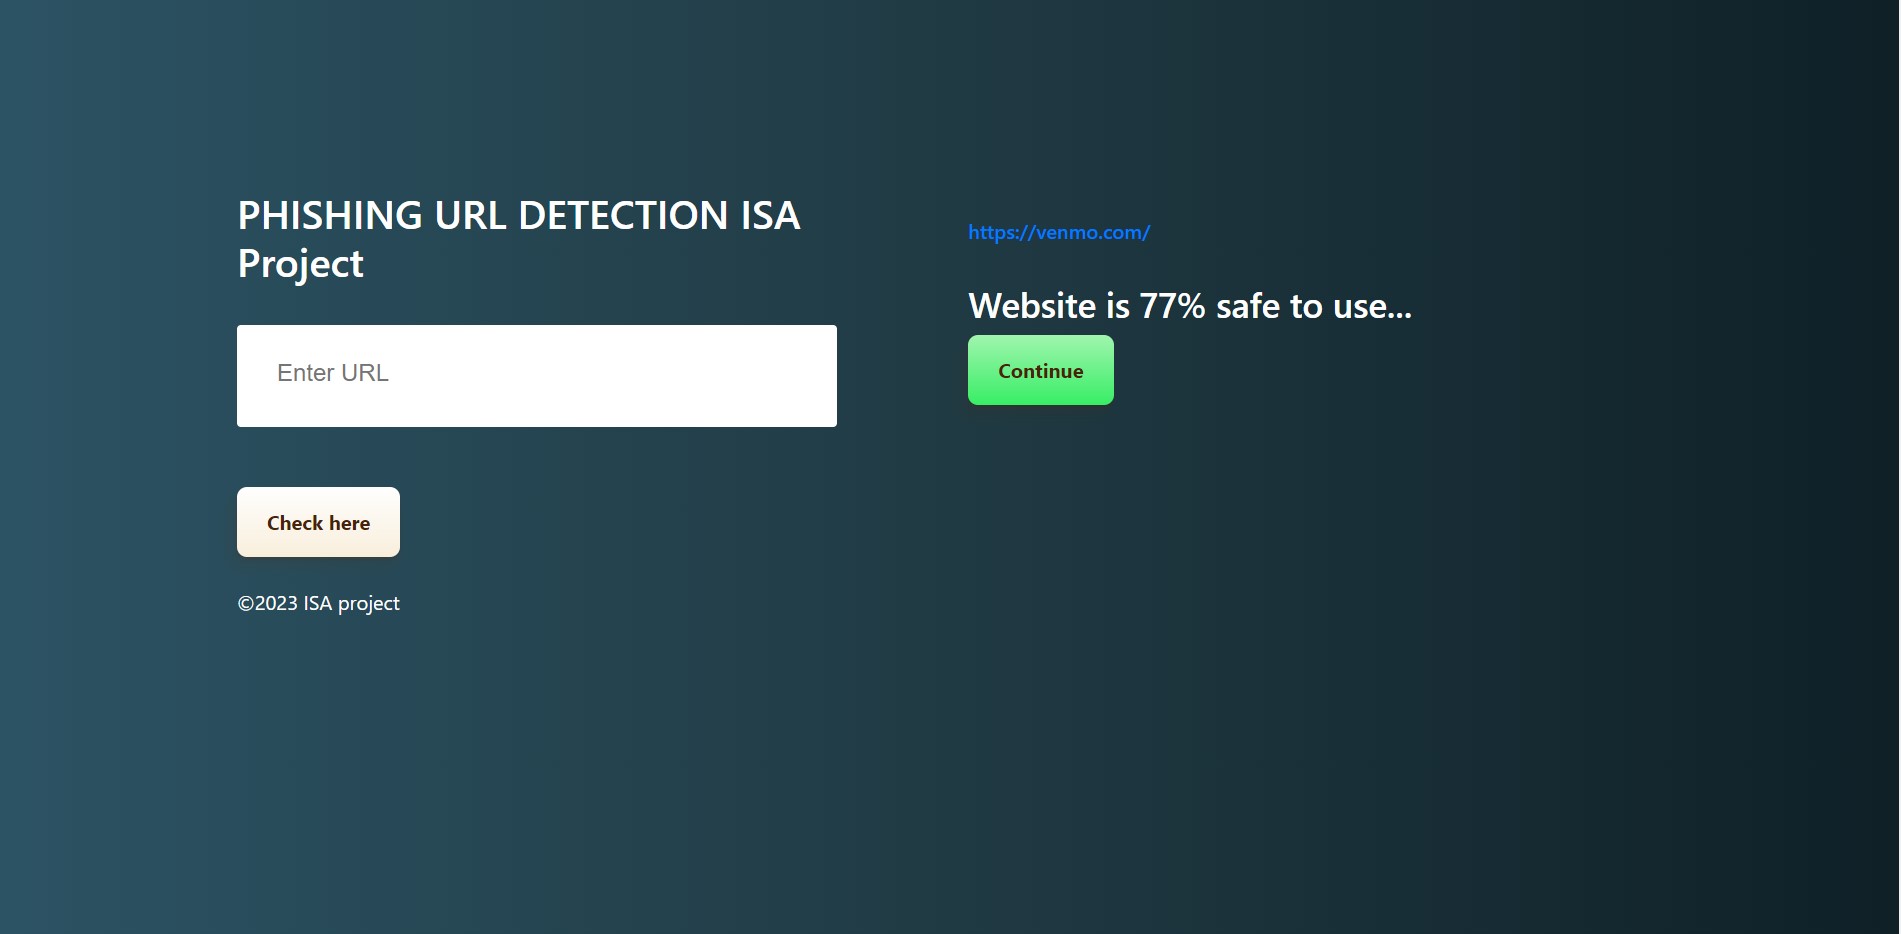 PHISHING URL DETECTION ISA
Project
Enter URL
Check here
©2023 ISA project
https://venmo.com/
Website is 77% safe to use...
Continue